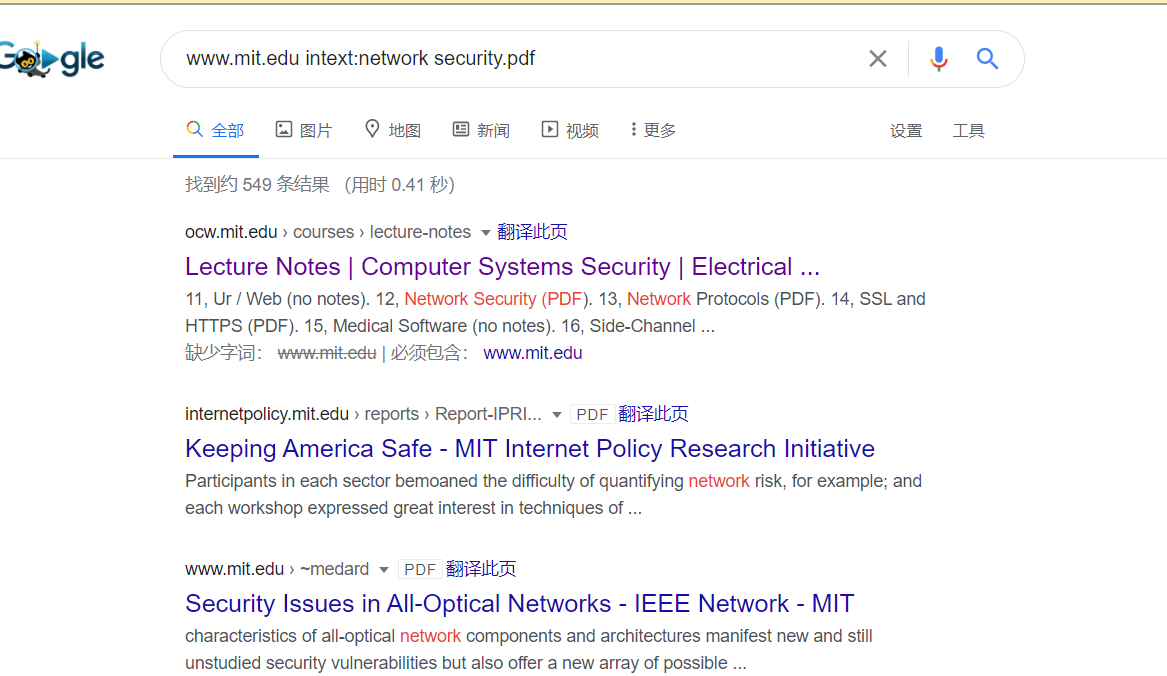 Google
www.mit.edu intext:network security.pdf
全部 图片 地图 新闻 视频 更多 设置 工具
找到约 549 条结果 （用时 0.41 秒）
ocw.mit.edu › courses › lecture-notes 翻译此页
Lecture Notes | Computer Systems Security | Electrical ...
11, Ur / Web (no notes). 12, Network Security (PDF). 13, Network Protocols (PDF). 14, SSL and
HTTPS (PDF). 15, Medical Software (no notes). 16, Side-Channel ...
缺少字词： www.mit.edu | 必须包含： www.mit.edu
internetpolicy.mit.edu › reports › Report-IPRI... PDF 翻译此页
Keeping America Safe - MIT Internet Policy Research Initiative
Participants in each sector bemoaned the difficulty of quantifying network risk, for example; and
each workshop expressed great interest in techniques of ...
www.mit.edu › ~medard PDF 翻译此页
Security Issues in All-Optical Networks - IEEE Network - MIT
characteristics of all-optical network components and architectures manifest new and still
unstudied security vulnerabilities but also offer a new array of possible ...